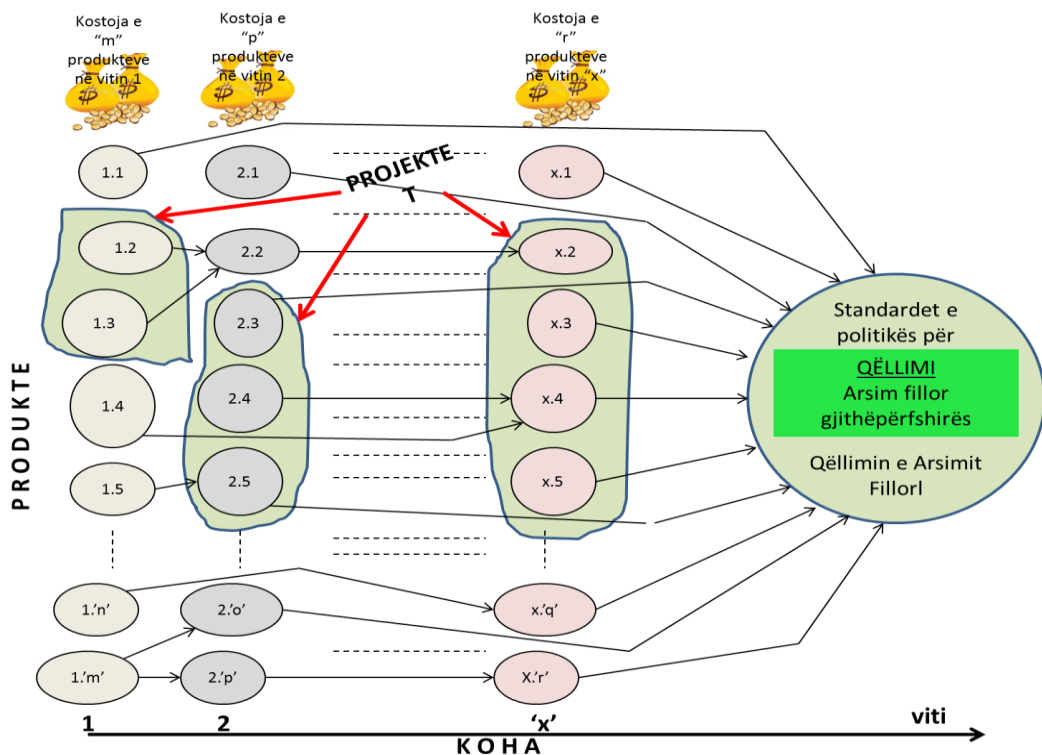 Kostoja e
“m”
produkteve
në vitin 1
Kostoja e
“p”
produkteve
në vitin 2
Kostoja e
“r”
produkteve
në vitin “x”
PROJEKTE
T
1.1
2.1
x.1
1.2
2.2
x.2
1.3
2.3
x.3
1.4
2.4
x.4
1.5
2.5
x.5
1.’n’
2.’o’
x.’q’
1.’m’
2.’p’
X.’r’
Standardet e
politikës për
QËLLIMI
Arsim fillor
gjithëpërfshirës
Qëllimin e Arsimit
Fillorl
PRODUKTE
1
2
‘x’
viti
KOHA